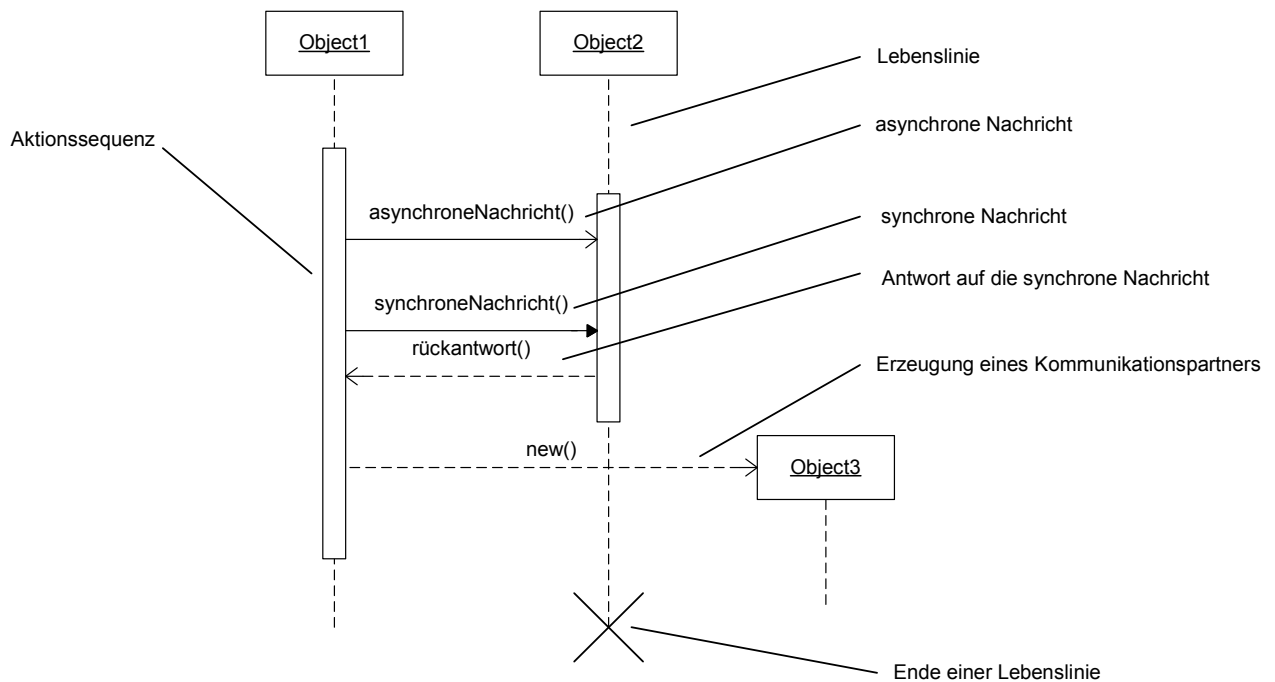 Object1
Object2
Lebenslinie
asynchrone Nachricht
Aktionssequenz
asynchroneNachricht()
synchrone Nachricht
Antwort auf die synchrone Nachricht
synchroneNachricht()
rückantwort()
Erzeugung eines Kommunikationspartners
new()
Object3
Ende einer Lebenslinie